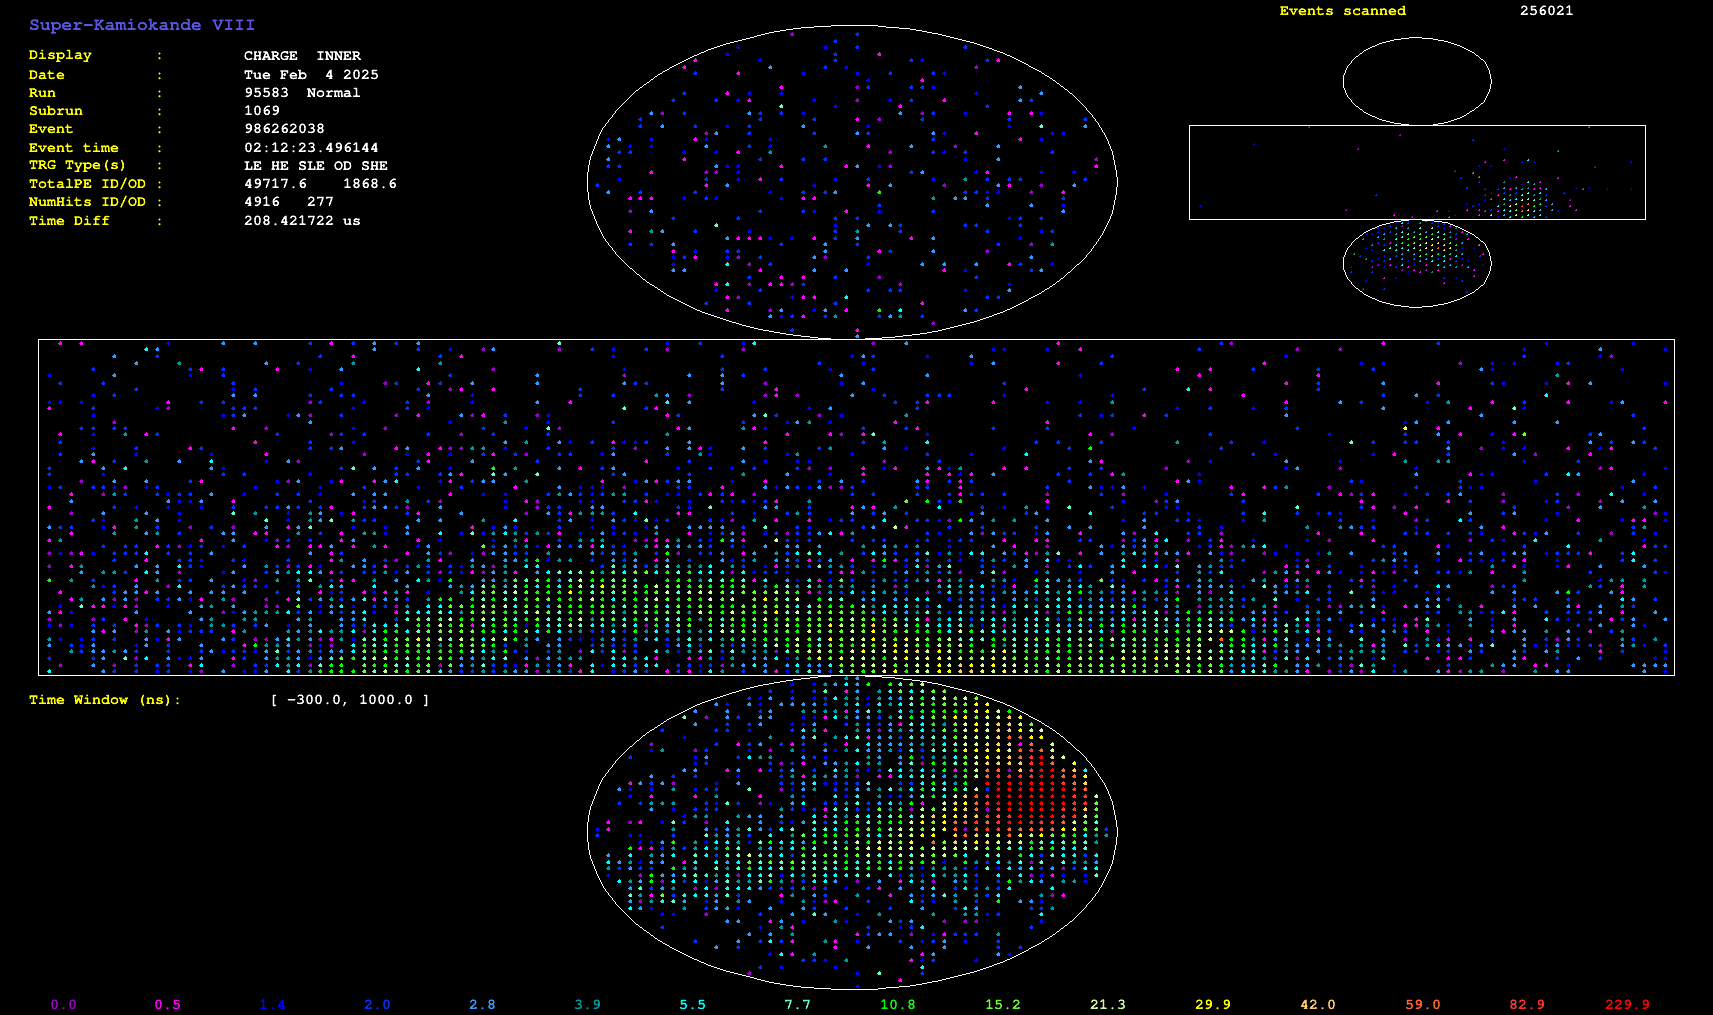 Super-Kamiokande VIII
Events scanned 256021
Display : CHARGE INNER
Date : Tue Feb 4 2025
Run : 95583 Normal
Subrun : 1069
Event : 986262038
Event time : 02:12:23.496144
TRG Type(s) : LE HE SLE OD SHE
TotalPE ID/OD : 49717.6 1868.6
NumHits ID/OD : 4916 277
Time Diff : 208.421722 us
Time Window (ns): [ -300.0, 1000.0 ]
0.0 0.5 1.4 2.0 2.8 3.9 5.5 7.7 10.8 15.2 21.3 29.9 42.0 59.0 82.9 229.9